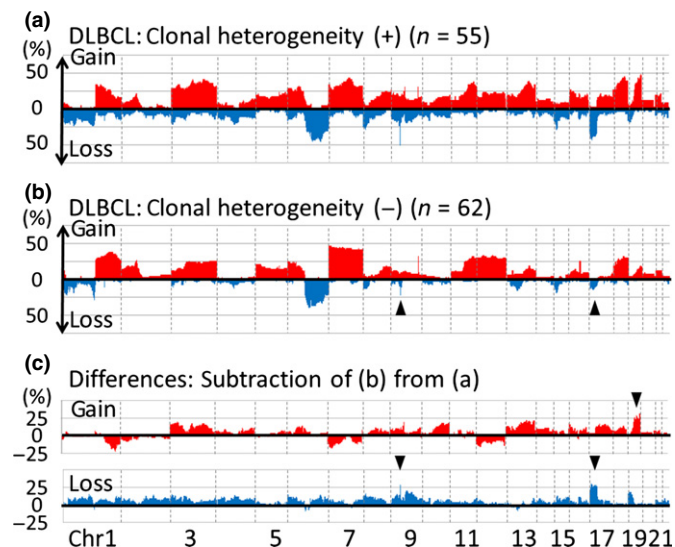 (a)
(%)
DLBCL: Clonal heterogeneity (+) (n = 55)
Gain
50
0
50
Loss
(b)
(%)
DLBCL: Clonal heterogeneity (−) (n = 62)
Gain
50
0
50
Loss
(c)
(%)
Differences: Subtraction of (b) from (a)
Gain
25
0
−25
Loss
25
0
−25
Chr1 3 5 7 9 11 13 15 17 19 21